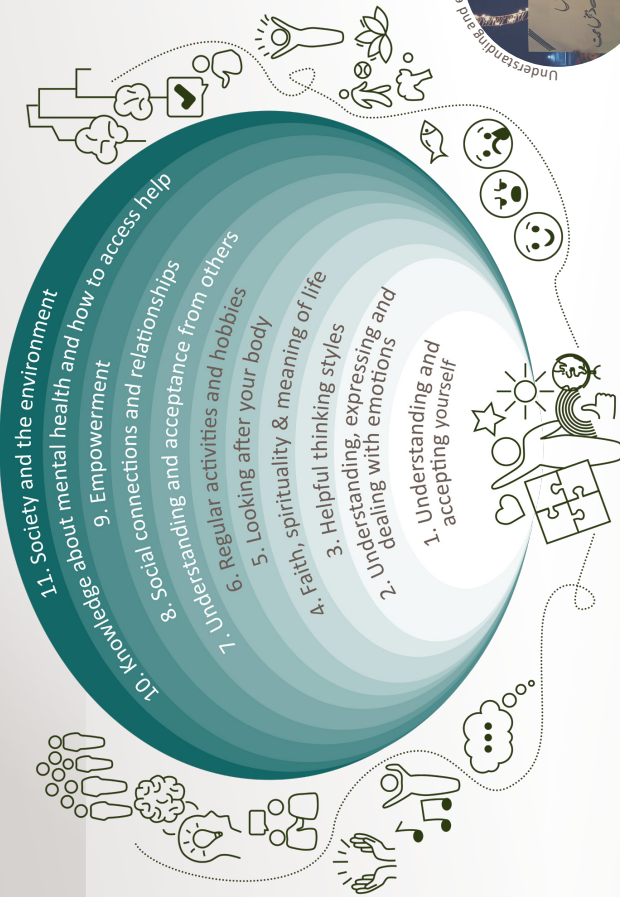 11. Society and the environment
10. Knowledge about mental health and how to access help
9. Empowerment
8. Social connections and relationships
7. Understanding and acceptance from others
6. Regular activities and hobbies
5. Looking after your body
4. Faith, spirituality & meaning of life
3. Helpful thinking styles
2. Understanding, expressing and
dealing with emotions
1. Understanding and
accepting yourself
Understanding and